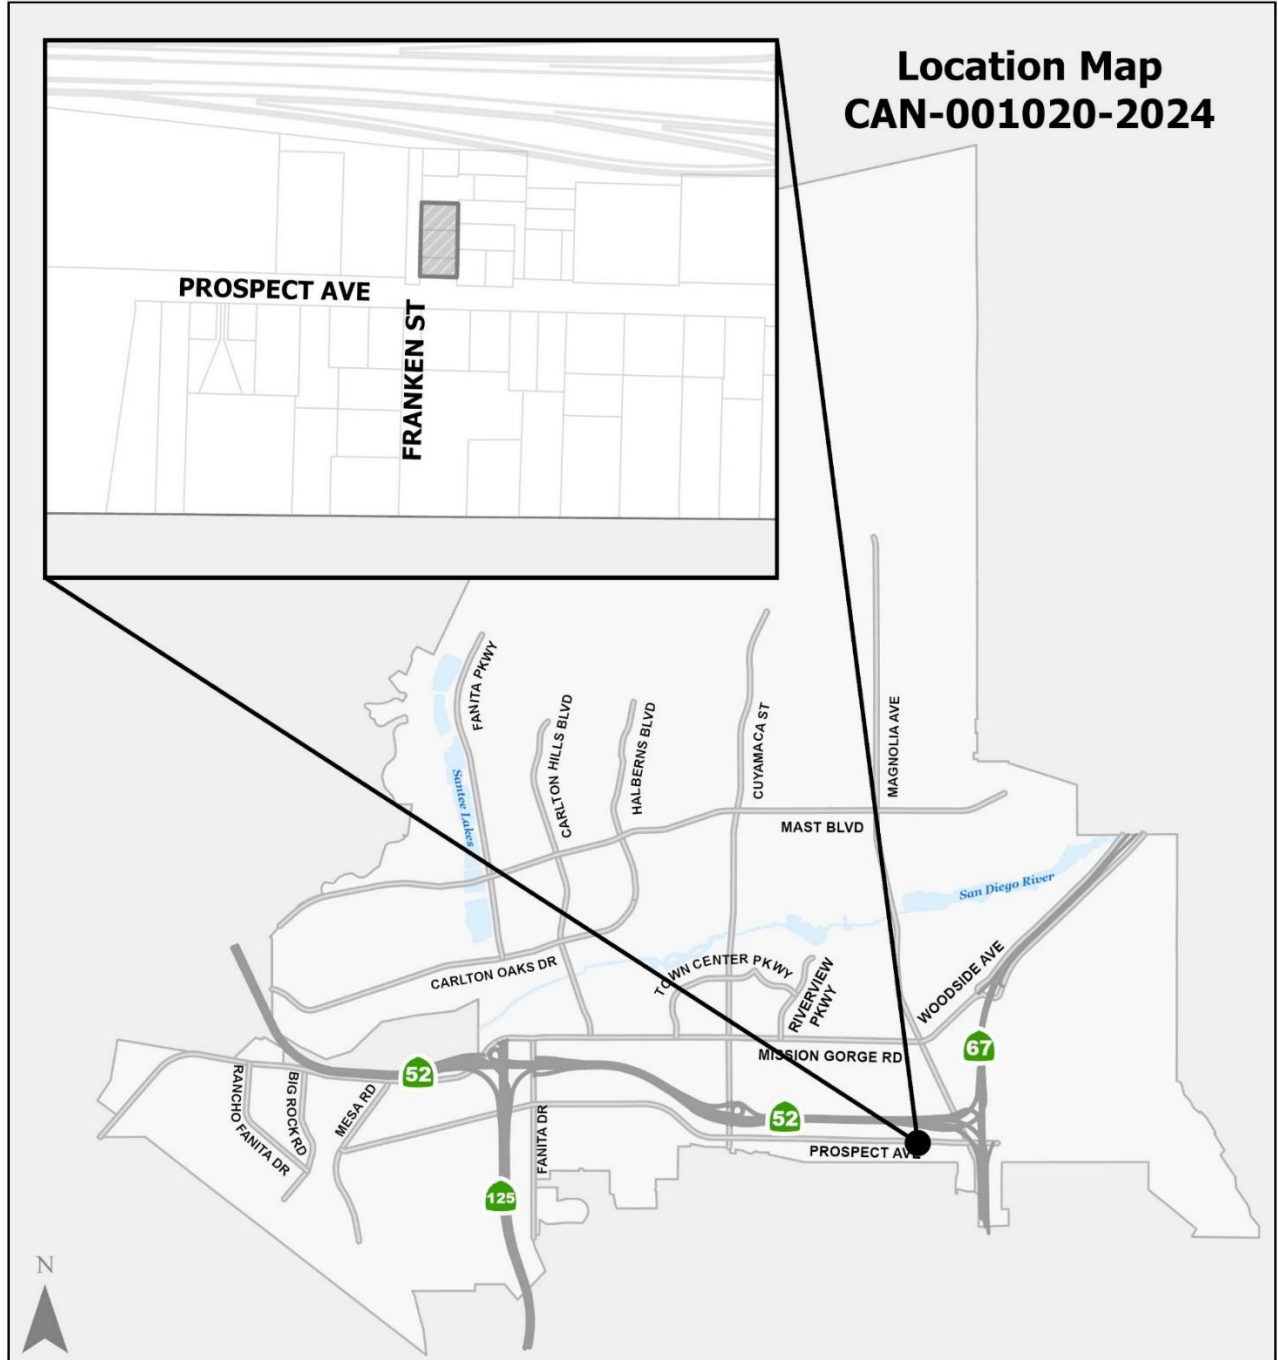 Location Map
CAN-001020-2024
PROSPECT AVE
FRANKEN ST
FANITA PKWY
CARLTON HILLS BLVD
HALBERNS BLVD
CUYAMACA ST
MAGNOLIA AVE
Santee Lakes
MAST BLVD
San Diego River
CARLTON OAKS DR
TOWN CENTER PKWY
RIVERVIEW
PKWY
WOODSIDE AVE
MISSION GORGE RD
67
52
RANCHO FANITA DR
BIG ROCK RD
MESA RD
52
FANITA DR
PROSPECT AVE
125
N